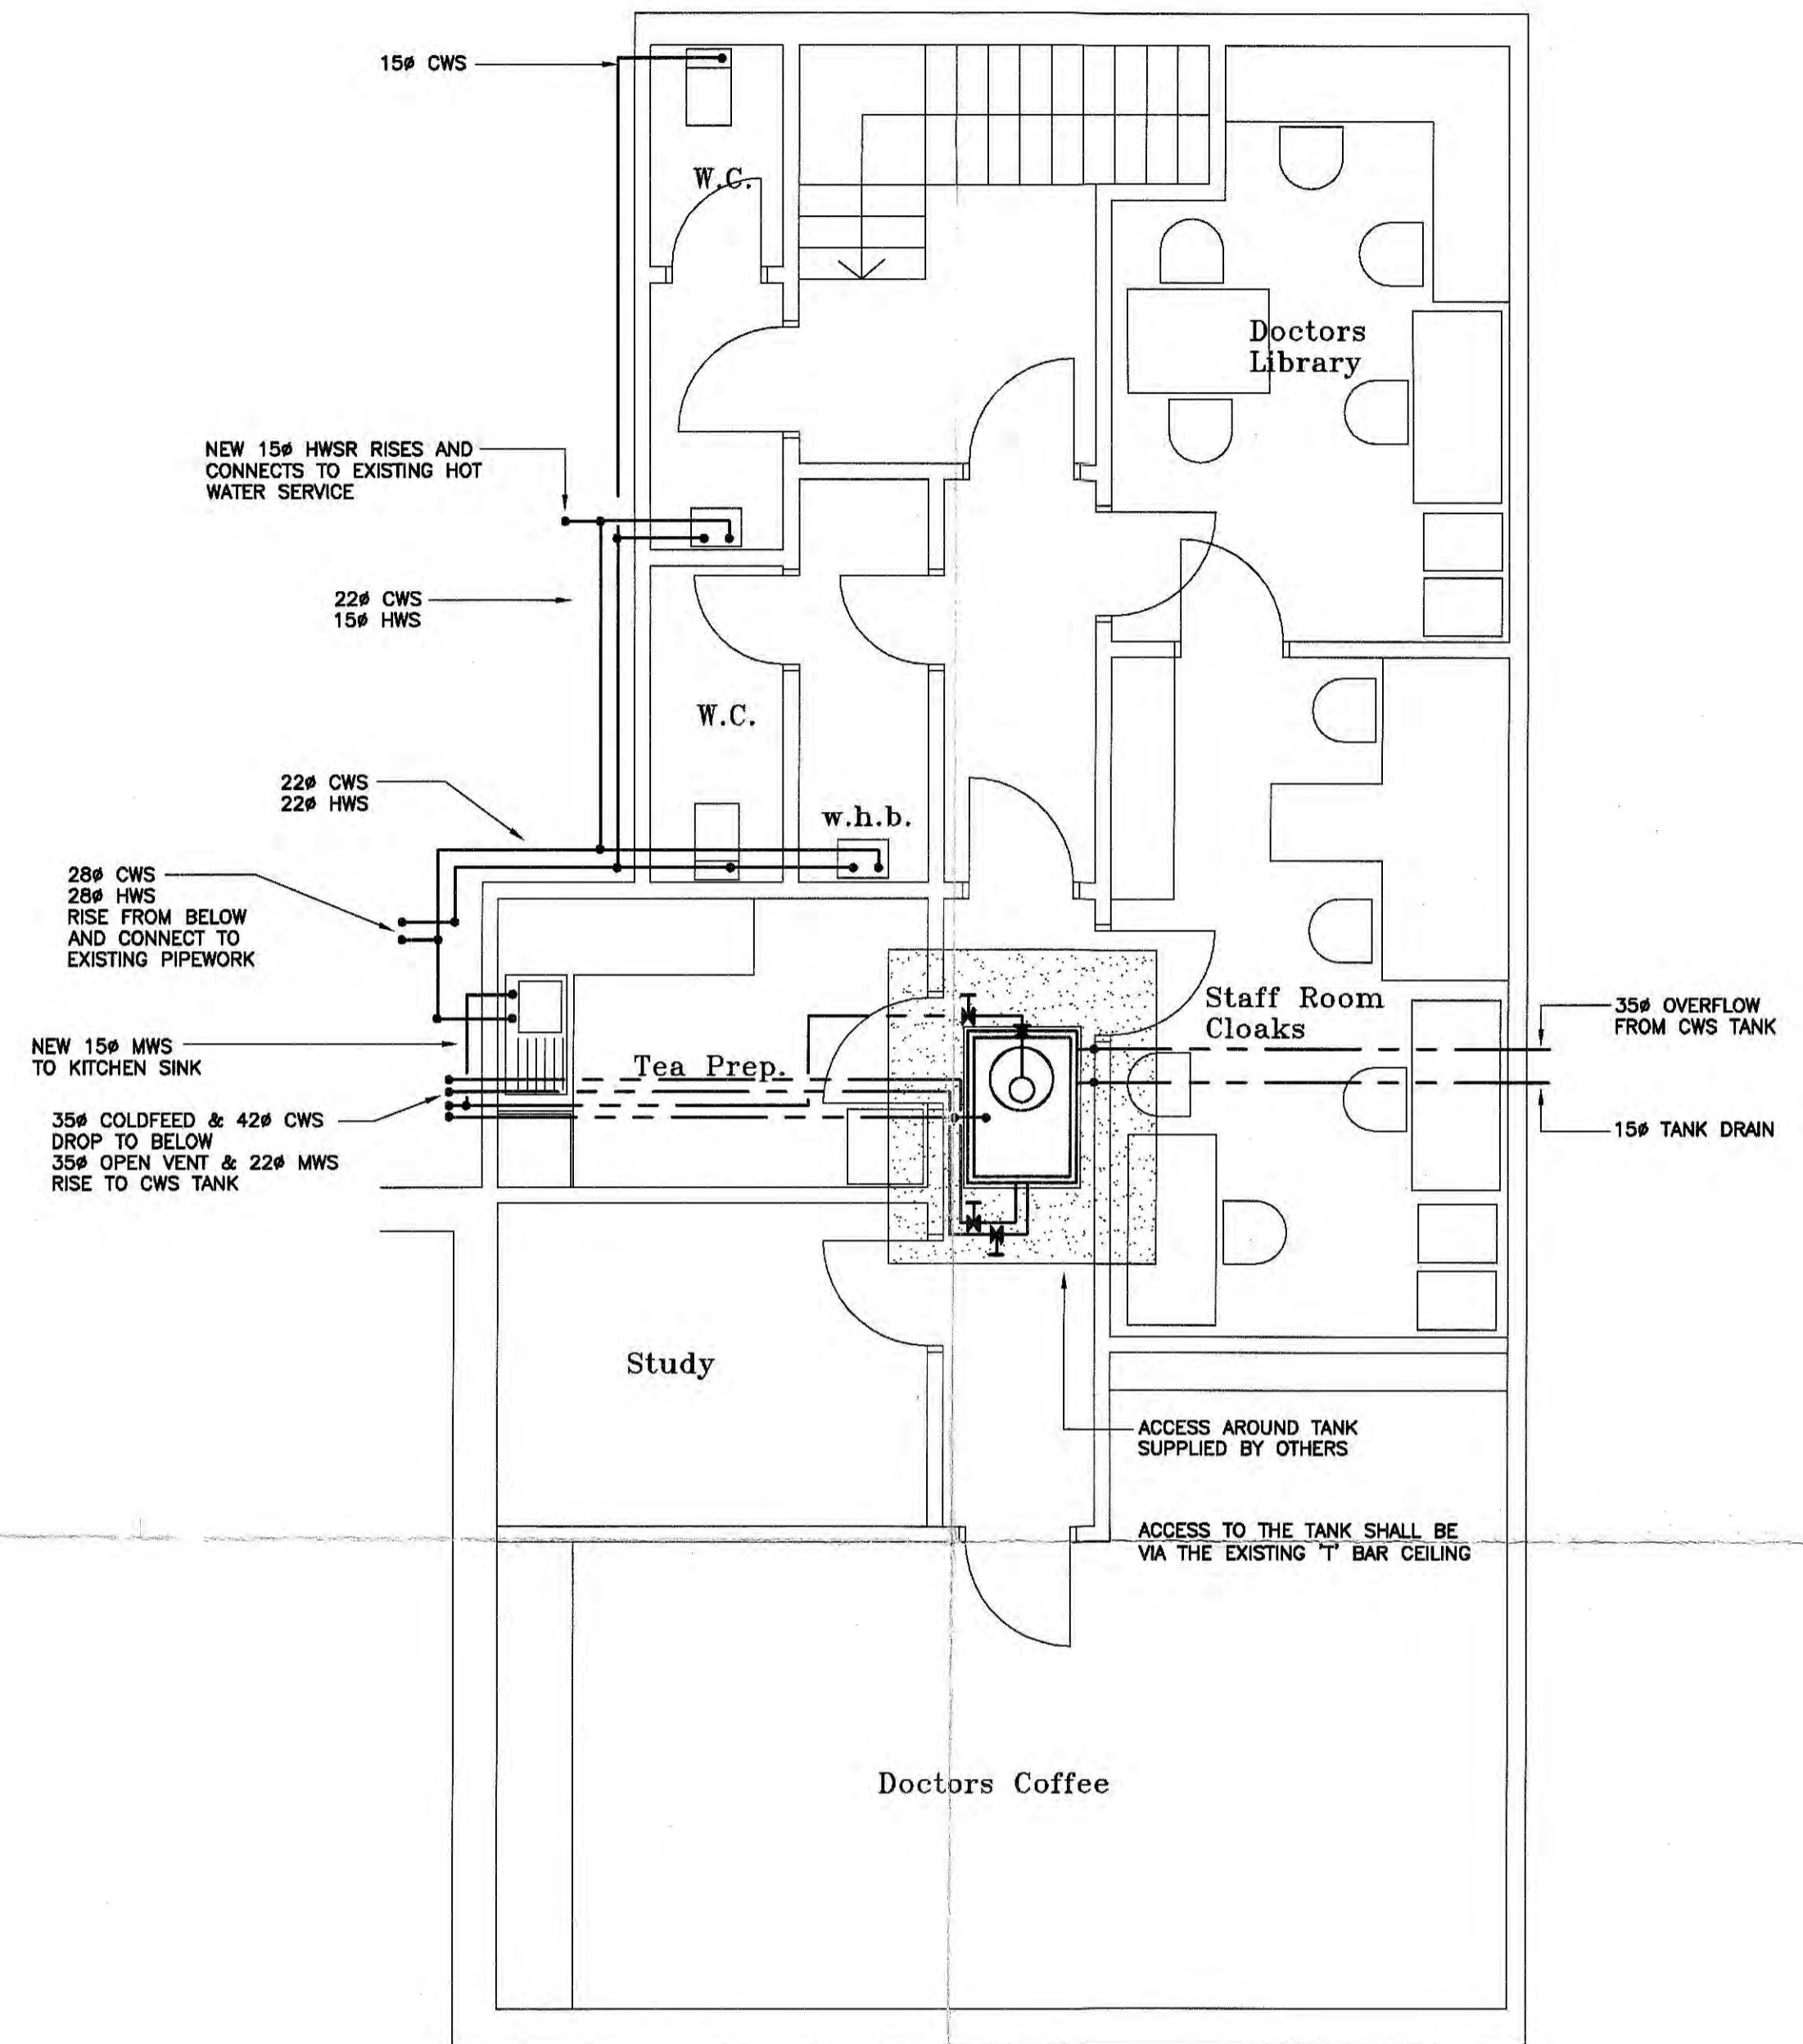 15ø CWS
W.C.
Doctors
Library
NEW 15ø HWSR RISES AND
CONNECTS TO EXISTING HOT
WATER SERVICE
22ø CWS
15ø HWS
W.C.
22ø CWS
22ø HWS
w.h.b.
28ø CWS
28ø HWS
RISE FROM BELOW
AND CONNECT TO
EXISTING PIPEWORK
Staff Room
Cloaks
35ø OVERFLOW
FROM CWS TANK
NEW 15ø MWS
TO KITCHEN SINK
Tea Prep.
35ø COLDFEED & 42ø CWS
DROP TO BELOW
35ø OPEN VENT & 22ø MWS
RISE TO CWS TANK
15ø TANK DRAIN
Study
ACCESS AROUND TANK
SUPPLIED BY OTHERS
ACCESS TO THE TANK SHALL BE
VIA THE EXISTING 'T' BAR CEILING
Doctors Coffee